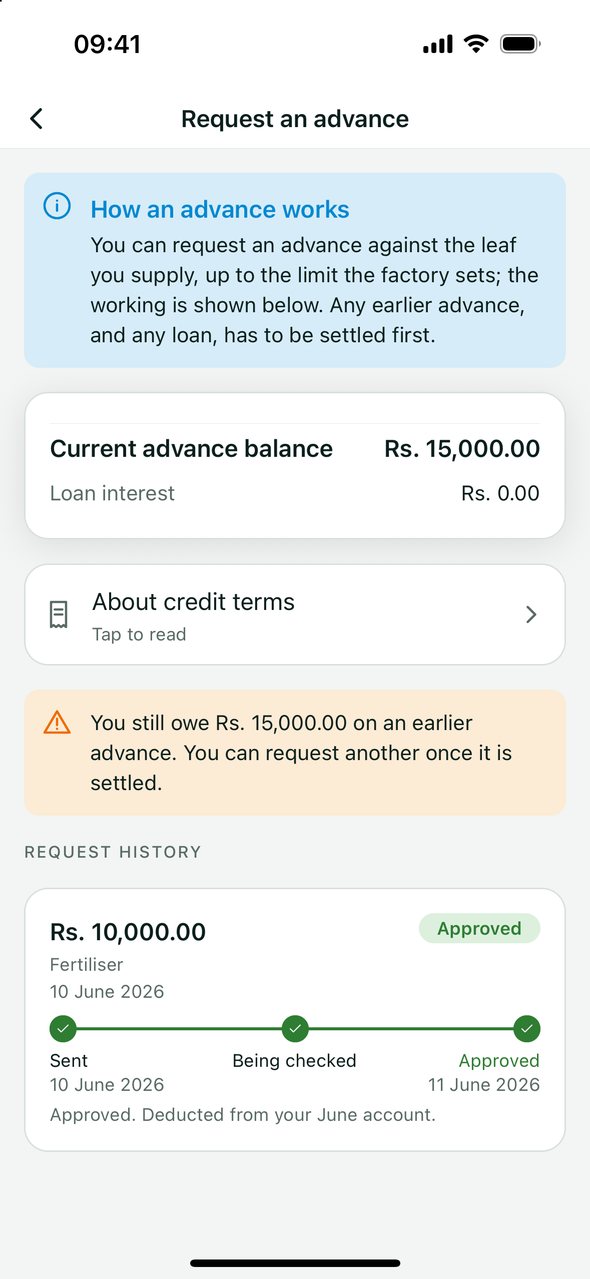 09:41
Request an advance
How an advance works
You can request an advance against the leaf
you supply, up to the limit the factory sets; the
working is shown below. Any earlier advance,
and any loan, has to be settled first.
Current advance balance Rs. 15,000.00
Loan interest Rs. 0.00
About credit terms
Tap to read
You still owe Rs. 15,000.00 on an earlier
advance. You can request another once it is
settled.
REQUEST HISTORY
Rs. 10,000.00 Approved
Fertiliser
10 June 2026
Sent Being checked Approved
10 June 2026 11 June 2026
Approved. Deducted from your June account.